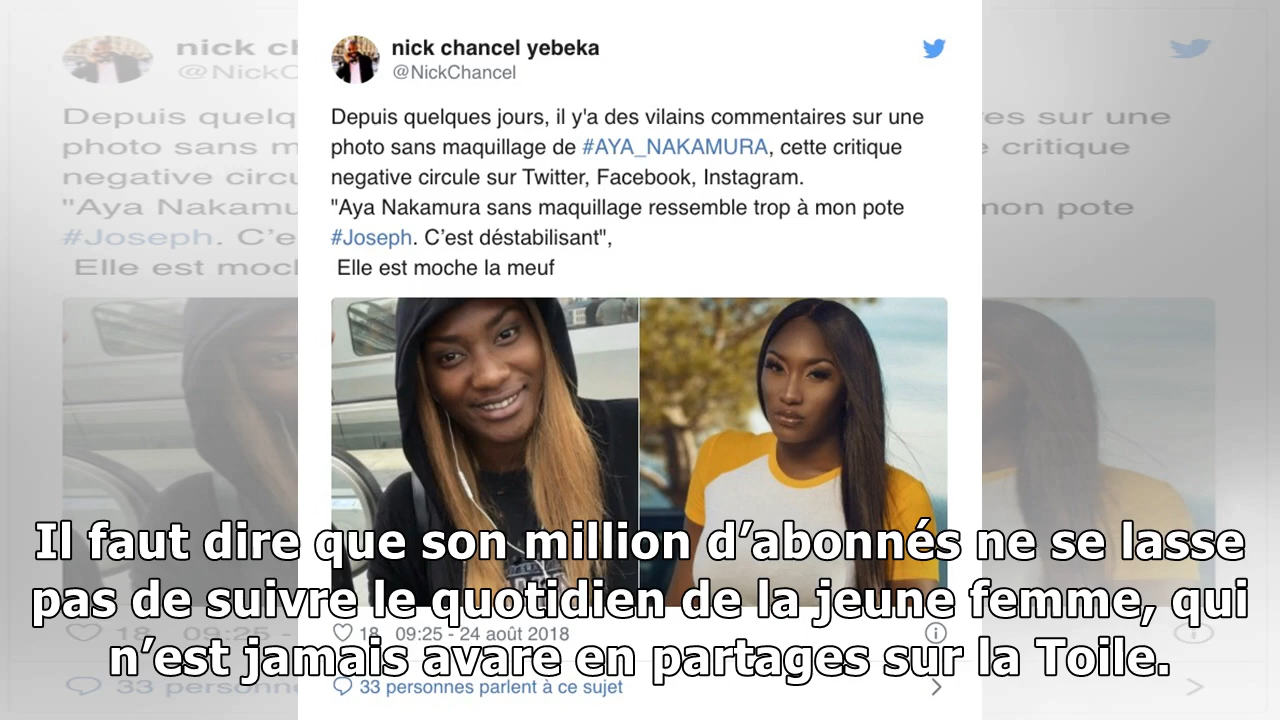 nick chancel yebeka
@NickChancel
Depuis quelques jours, il y'a des vilains commentaires sur une
photo sans maquillage de #AYA_NAKAMURA, cette critique
negative circule sur Twitter, Facebook, Instagram.
"Aya Nakamura sans maquillage ressemble trop à mon pote
#Joseph. C’est déstabilisant",
Elle est moche la meuf
Il faut dire que son million d’abonnés ne se lasse
pas de suivre le quotidien de la jeune femme, qui
n’est jamais avare en partages sur la Toile.
18 09:25 - 24 août 2018
33 personnes parlent à ce sujet